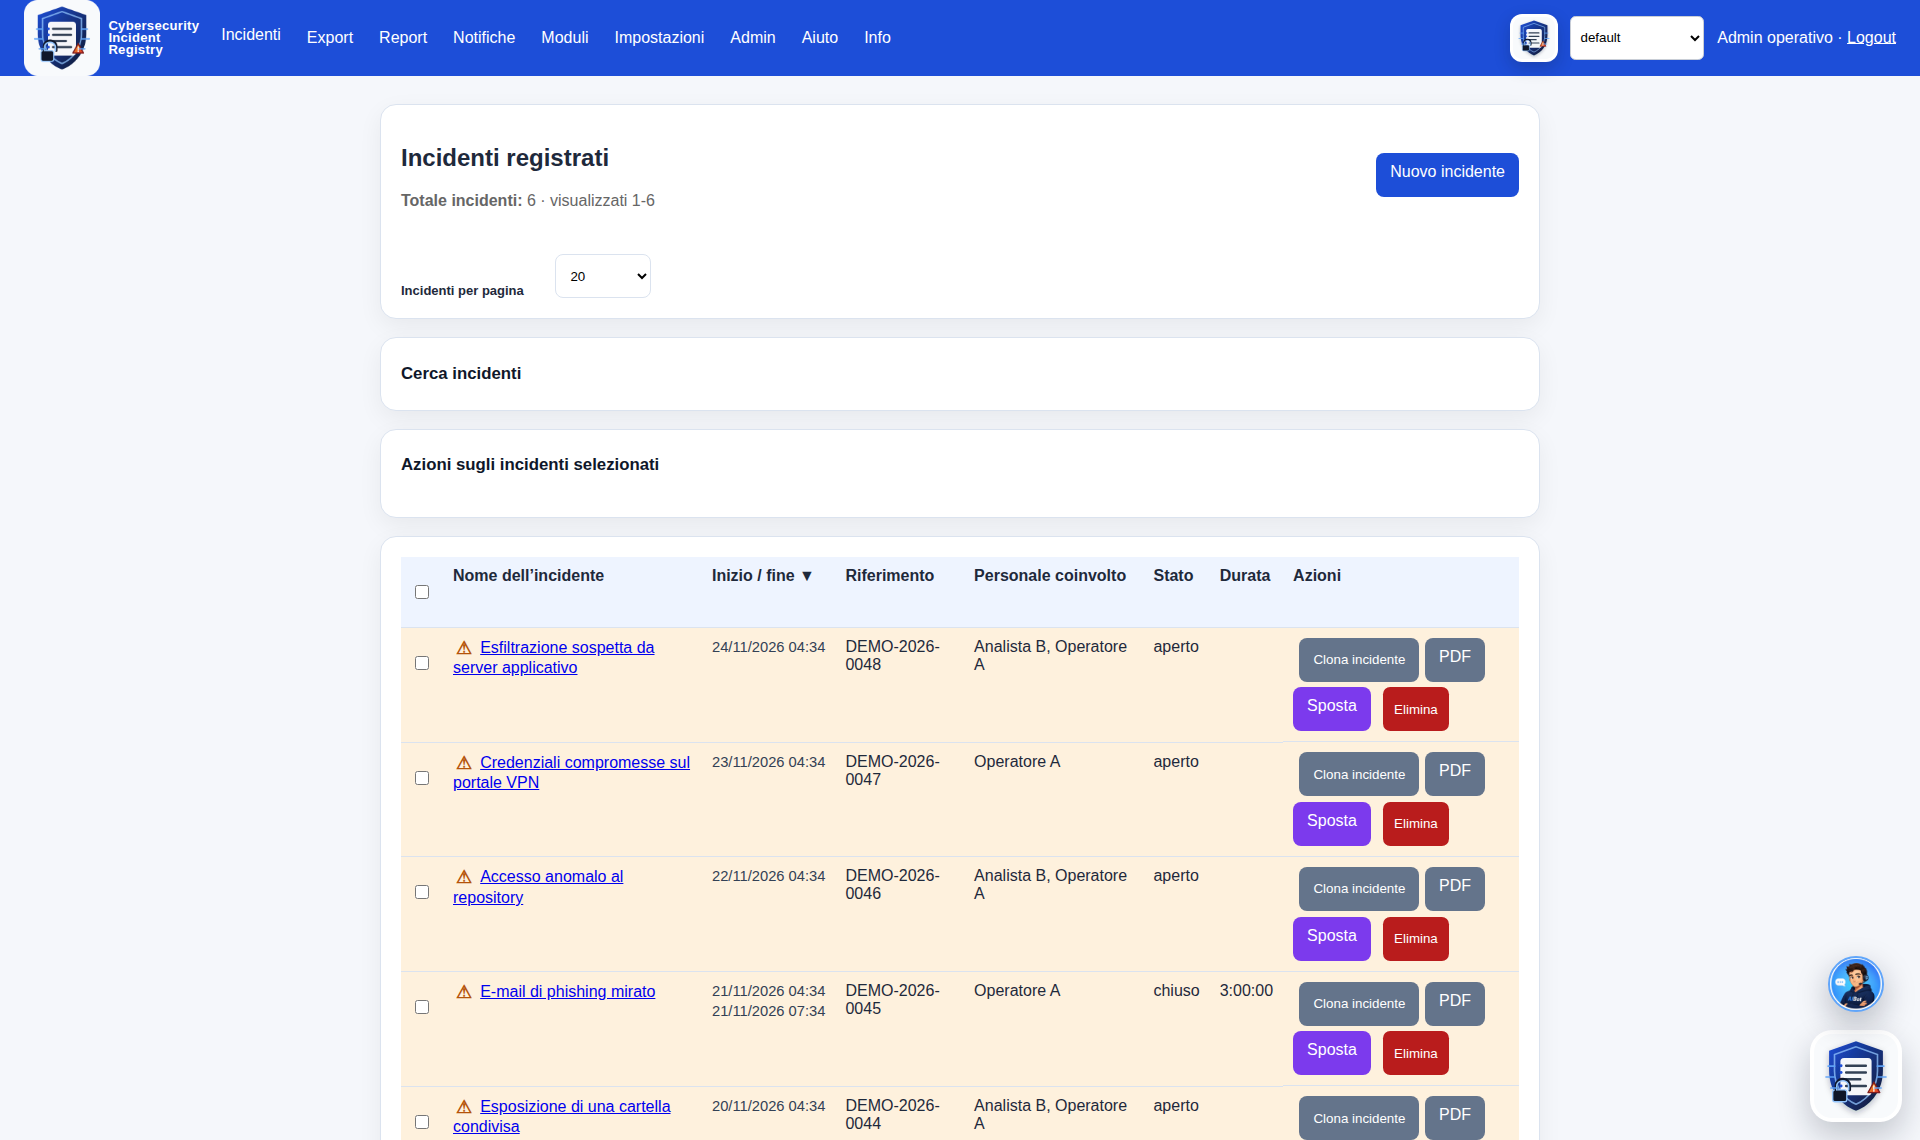 Cybersecurity
Incident
Registry
Incidenti
Export
Report
Notifiche
Moduli
Impostazioni
Admin
Aiuto
Info
default
Admin operativo · Logout
Incidenti registrati
Nuovo incidente
Totale incidenti: 6 · visualizzati 1-6
Incidenti per pagina
20
Cerca incidenti
Azioni sugli incidenti selezionati
Nome dell’incidente
Inizio / fine ▼
Riferimento
Personale coinvolto
Stato
Durata
Azioni
Esfiltrazione sospetta da
server applicativo
24/11/2026 04:34
DEMO-2026-
0048
Analista B, Operatore
A
aperto
Clona incidente
PDF
Sposta
Elimina
Credenziali compromesse sul
portale VPN
23/11/2026 04:34
DEMO-2026-
0047
Operatore A
aperto
Clona incidente
PDF
Sposta
Elimina
Accesso anomalo al
repository
22/11/2026 04:34
DEMO-2026-
0046
Analista B, Operatore
A
aperto
Clona incidente
PDF
Sposta
Elimina
E-mail di phishing mirato
21/11/2026 04:34
21/11/2026 07:34
DEMO-2026-
0045
Operatore A
chiuso
3:00:00
Clona incidente
PDF
Sposta
Elimina
Esposizione di una cartella
condivisa
20/11/2026 04:34
DEMO-2026-
0044
Analista B, Operatore
A
aperto
Clona incidente
PDF